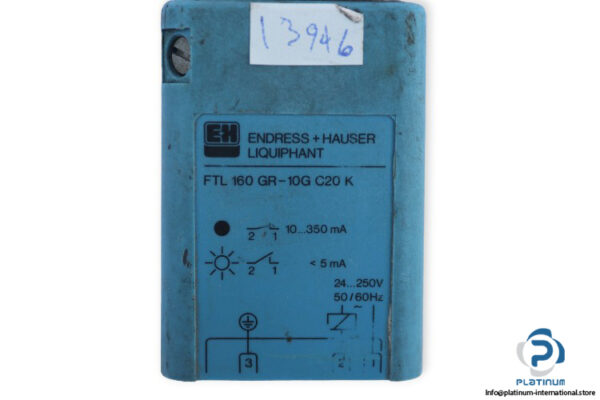 13946
E+H ENDRESS + HAUSER
LIQUIPHANT
FTL 160 GR-10G C20 K
2 1 10...350 mA
2 1 < 5 mA
24...250V
50/60Hz
~
3 2 1
PLATINUM
Info@platinum-international.store